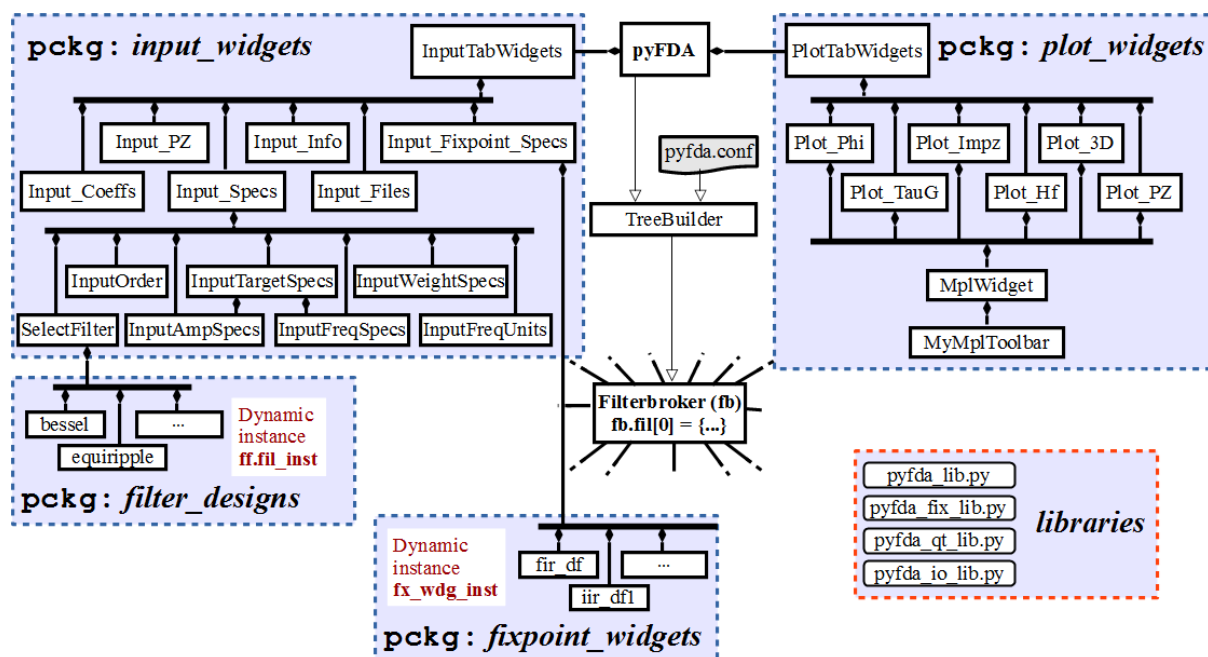 pckg: input_widgets
InputTabWidgets
pyFDA
PlotTabWidgets
pckg: plot_widgets
Input_PZ
Input_Info
Input_Fixpoint_Specs
Input_Coeffs
Input_Specs
Input_Files
pyfda.conf
TreeBuilder
Plot_Phi
Plot_Impz
Plot_3D
Plot_TauG
Plot_Hf
Plot_PZ
InputOrder
InputTargetSpecs
InputWeightSpecs
SelectFilter
InputAmpSpecs
InputFreqSpecs
InputFreqUnits
MplWidget
MyMplToolbar
bessel
...
equiripple
Dynamic
instance
ff.fil_inst
pckg: filter_designs
Filterbroker (fb)
fb.fil[0] = {...}
Dynamic
instance
fx_wdg_inst
fir_df
...
iir_df1
pckg: fixpoint_widgets
pyfda_lib.py
pyfda_fix_lib.py
pyfda_qt_lib.py
pyfda_io_lib.py
libraries